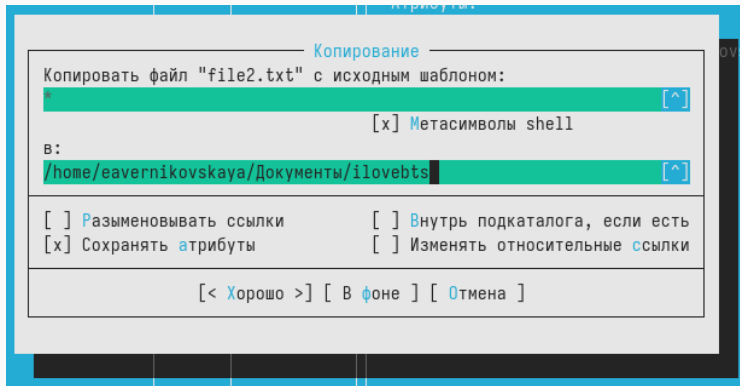 Атрибуты:
Копирование
Копировать файл "file2.txt" с исходным шаблоном:
* [^]
[x] Метасимволы shell
в:
/home/eavernikovskaya/Документы/ilovebts [^]
[ ] Разыменовывать ссылки [ ] Внутрь подкаталога, если есть
[x] Сохранять атрибуты [ ] Изменять относительные ссылки
[< Хорошо >] [ В фоне ] [ Отмена ]